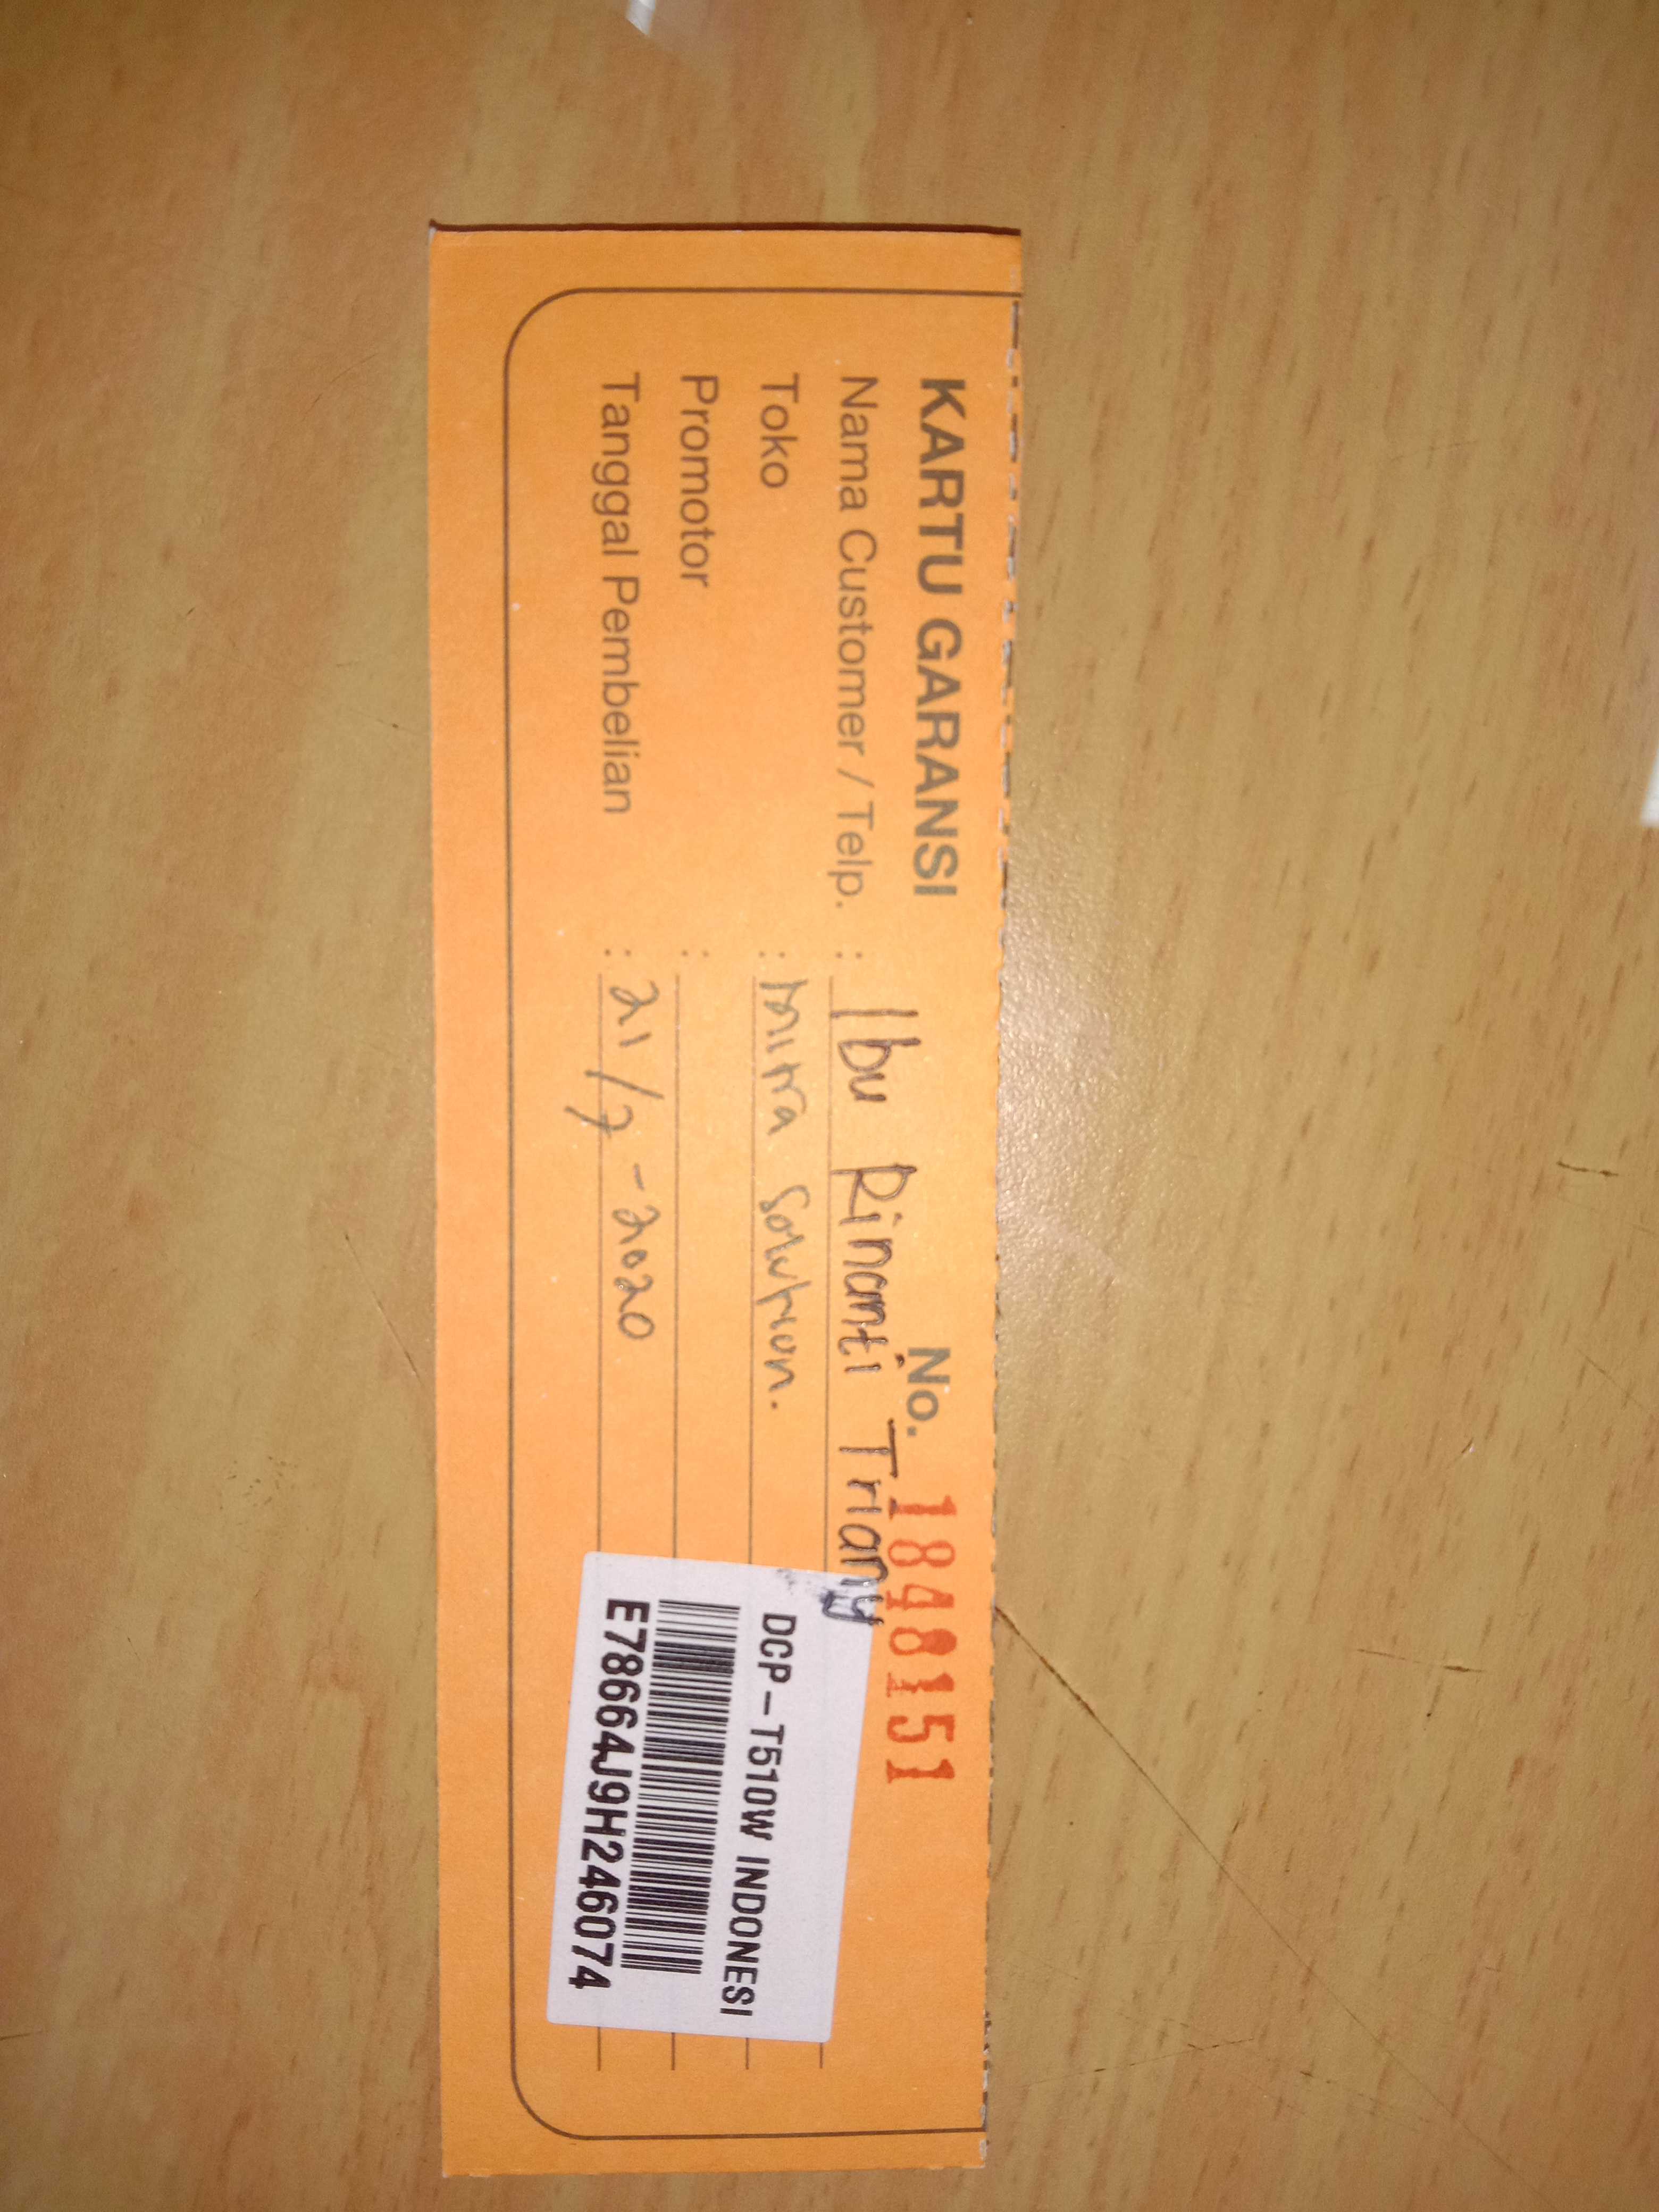 KARTU GARANSI No. 1848151
Nama Customer / Telp. : Ibu Rinanti Triany
Toko : Mitra Solution.
Promotor :
Tanggal Pembelian : 21/7-2020
DCP-T510W INDONESI
E78664J9H246074